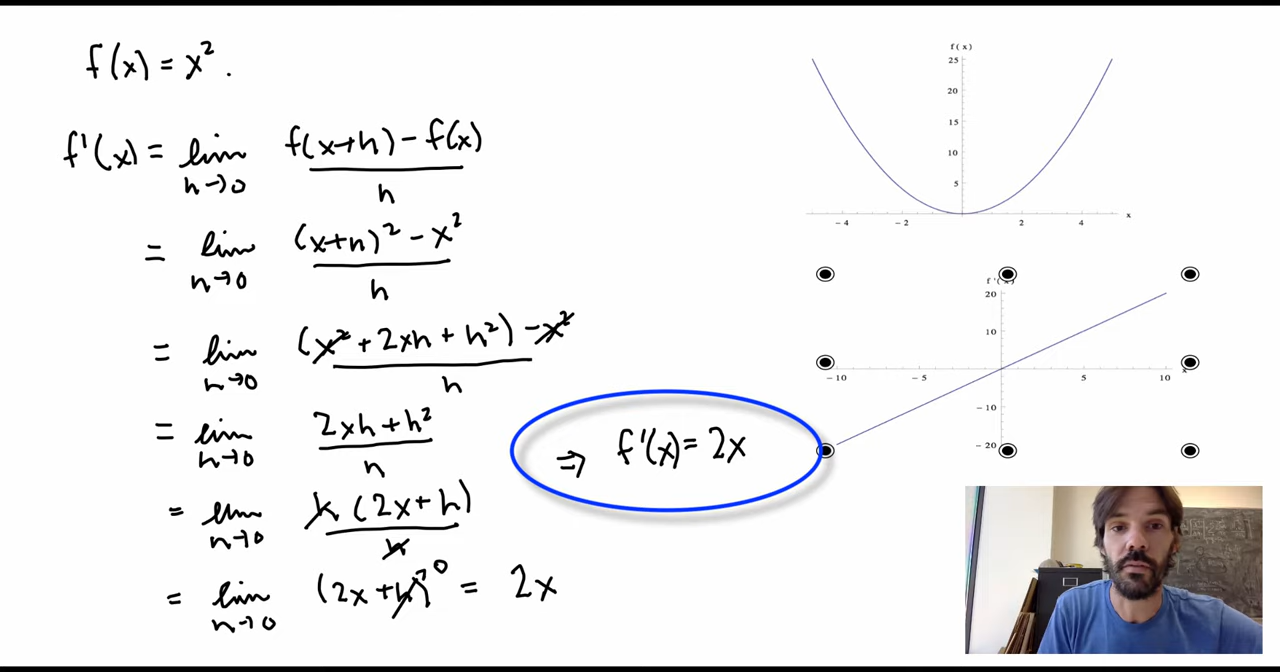 f(x) = x².
f'(x) = lim h→0 f(x+h) − f(x) / h
= lim h→0 (x+h)² − x² / h
= lim h→0 (x² + 2xh + h²) − x² / h
= lim h→0 2xh + h² / h
= lim h→0 h(2x + h) / h
= lim h→0 (2x + h)→0 = 2x
⇒ f'(x) = 2x
f(x)
25
20
15
10
5
−4 −2 2 4 x
f'(x)
20
10
−10 −5 5 10 x
−10
−20